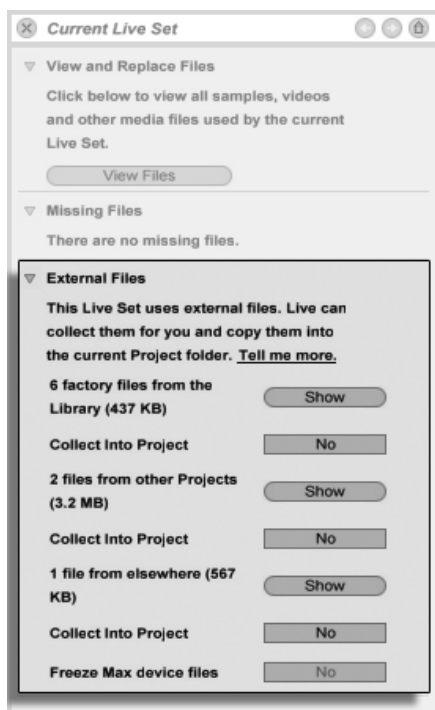 Current Live Set
View and Replace Files
Click below to view all samples, videos
and other media files used by the current
Live Set.
View Files
Missing Files
There are no missing files.
External Files
This Live Set uses external files. Live can
collect them for you and copy them into
the current Project folder. Tell me more.
6 factory files from the
Library (437 KB)
Show
Collect Into Project
No
2 files from other Projects
(3.2 MB)
Show
Collect Into Project
No
1 file from elsewhere (567
KB)
Show
Collect Into Project
No
Freeze Max device files
No